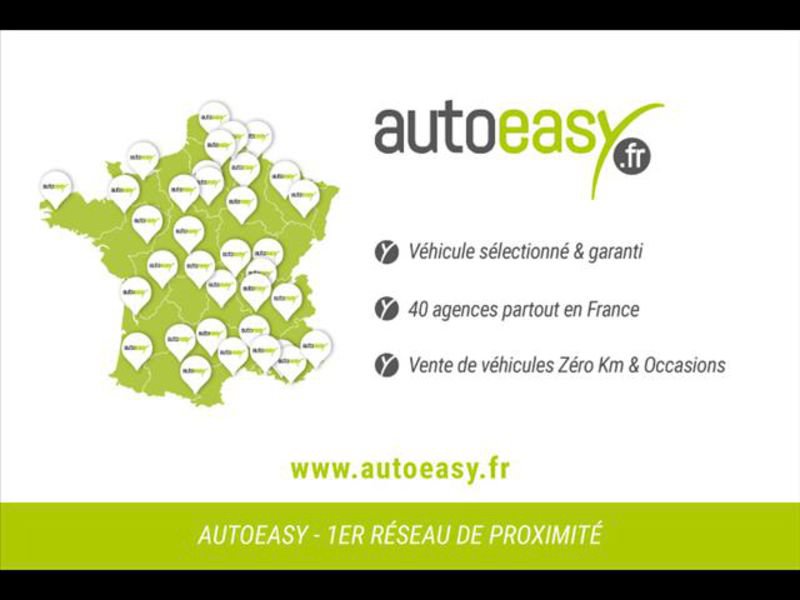 autoeasy.fr
Véhicule sélectionné & garanti
40 agences partout en France
Vente de véhicules Zéro Km & Occasions
www.autoeasy.fr
AUTOEASY - 1ER RÉSEAU DE PROXIMITÉ